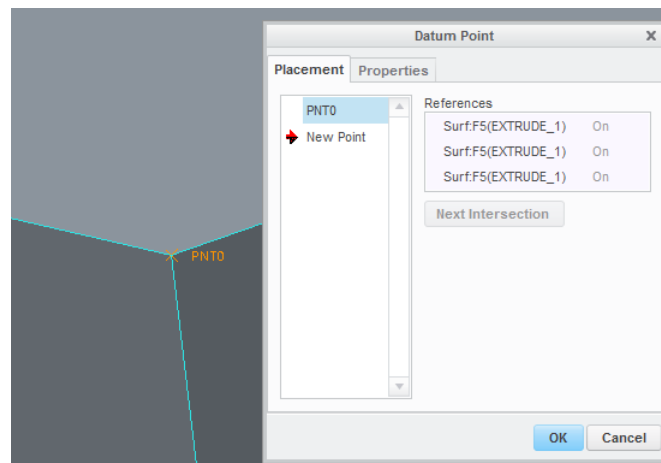 Datum Point X
Placement Properties
PNT0
New Point
References
Surf:F5(EXTRUDE_1) On
Surf:F5(EXTRUDE_1) On
Surf:F5(EXTRUDE_1) On
Next Intersection
PNT0
OK Cancel